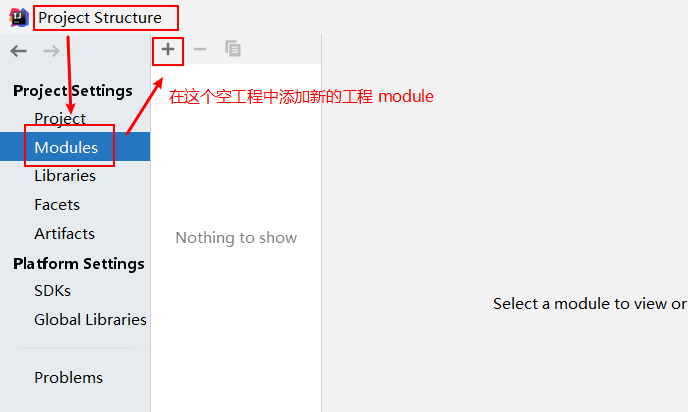 Project Structure
Project Settings
在这个空工程中添加新的工程 module
Project
Modules
Libraries
Facets
Artifacts
Nothing to show
Platform Settings
SDKs
Global Libraries
Select a module to view or
Problems